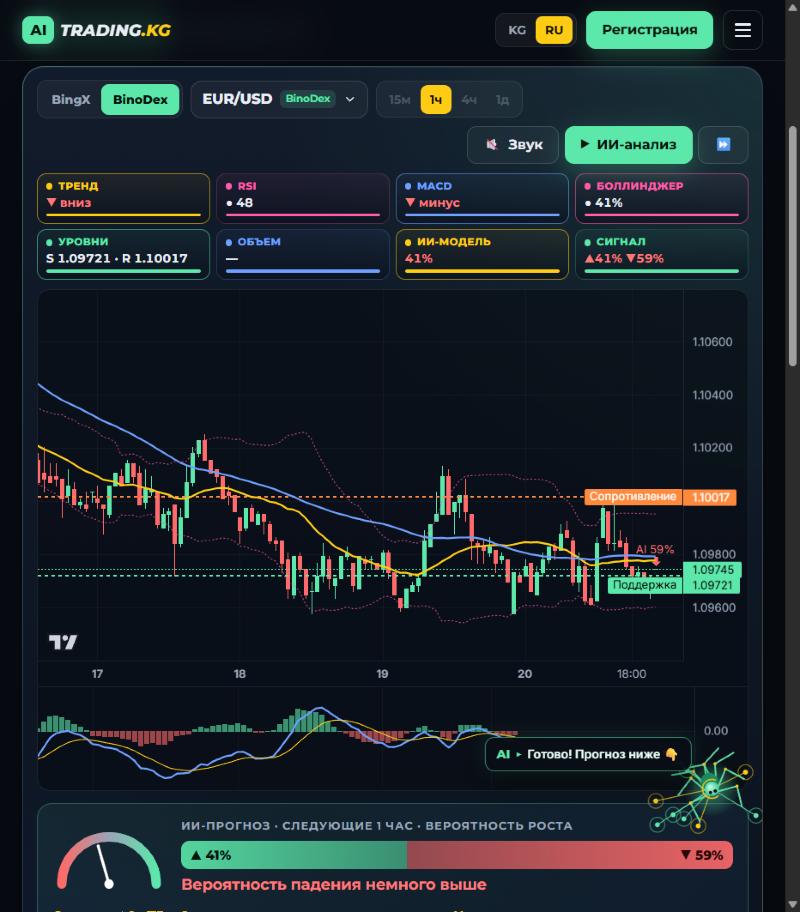 AI TRADING.KG
KG RU
Регистрация
BingX BinoDex
EUR/USD BinoDex
15м 1ч 4ч 1д
Звук
ИИ-анализ
ТРЕНД
▼ вниз
RSI
• 48
MACD
▼ минус
БОЛЛИНДЖЕР
• 41%
УРОВНИ
S 1.09721 · R 1.10017
ОБЪЕМ
—
ИИ-МОДЕЛЬ
41%
СИГНАЛ
▲41% ▼59%
1.10600
1.10400
1.10200
Сопротивление 1.10017
AI 59%
1.09800
1.09745
Поддержка 1.09721
1.09600
17 18 19 20 18:00
0.00
AI ▸ Готово! Прогноз ниже 👇
ИИ-ПРОГНОЗ · СЛЕДУЮЩИЕ 1 ЧАС · ВЕРОЯТНОСТЬ РОСТА
▲ 41% ▼ 59%
Вероятность падения немного выше